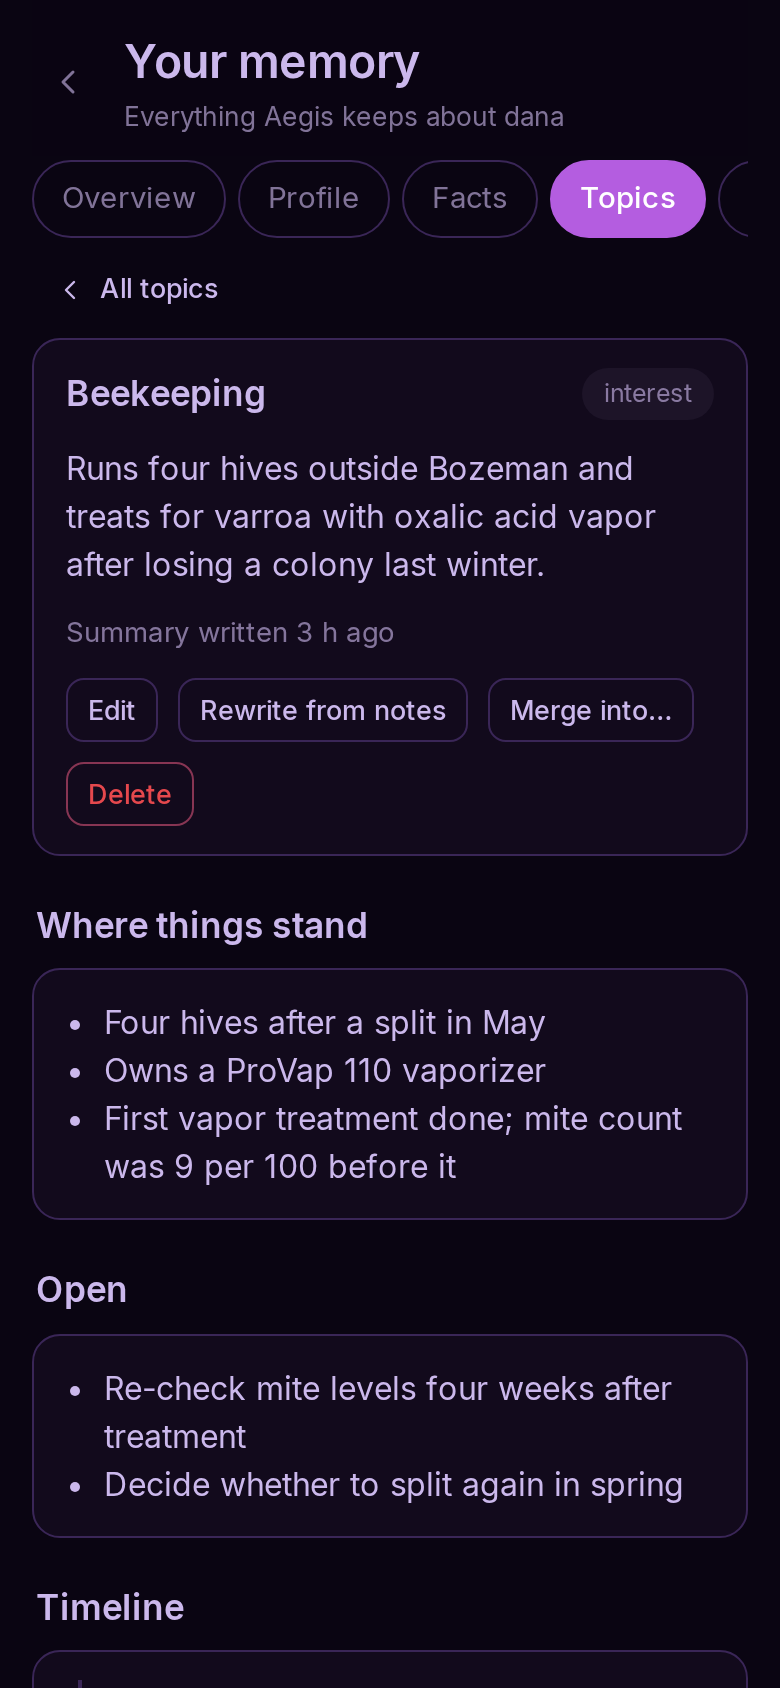 Your memory
Everything Aegis keeps about dana
Overview
Profile
Facts
Topics
All topics
Beekeeping
interest
Runs four hives outside Bozeman and
treats for varroa with oxalic acid vapor
after losing a colony last winter.
Summary written 3 h ago
Edit
Rewrite from notes
Merge into...
Delete
Where things stand
• Four hives after a split in May
• Owns a ProVap 110 vaporizer
• First vapor treatment done; mite count
was 9 per 100 before it
Open
• Re-check mite levels four weeks after
treatment
• Decide whether to split again in spring
Timeline